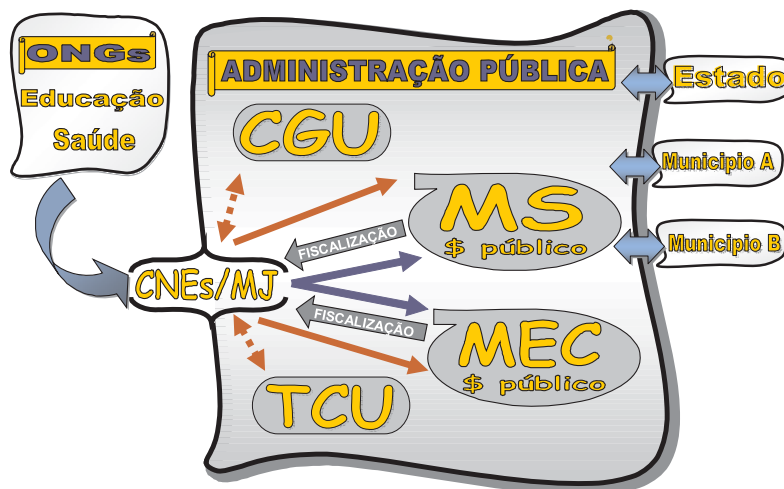 ONGs
Educação
Saúde
ADMINISTRAÇÃO PÚBLICA
Estado
CGU
Municipio A
MS
$ público
FISCALIZAÇÃO
Municipio B
CNEs/MJ
FISCALIZAÇÃO
MEC
$ público
TCU